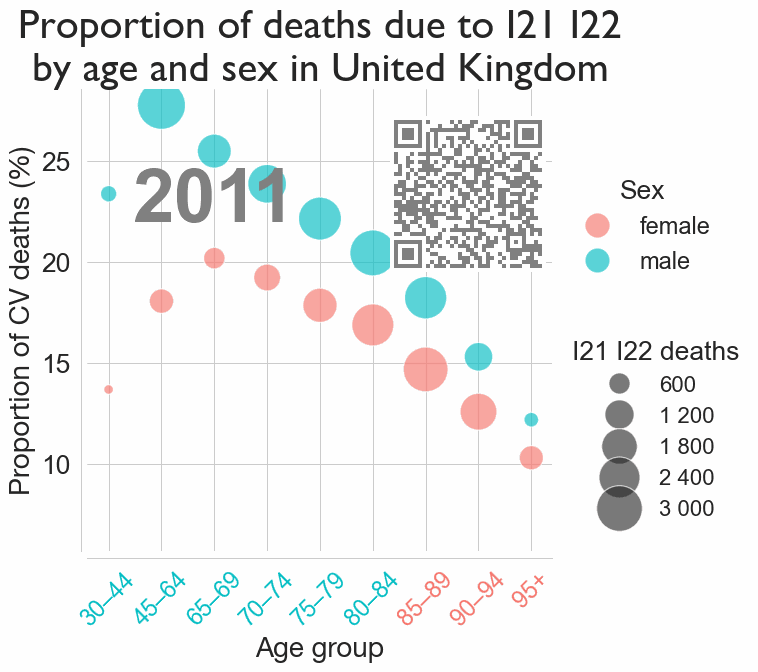 Proportion of deaths due to I21 I22
by age and sex in United Kingdom
Proportion of CV deaths (%)
25
20
15
10
2011
30–44
45–64
65–69
70–74
75–79
80–84
85–89
90–94
95+
Age group
Sex
female
male
I21 I22 deaths
600
1 200
1 800
2 400
3 000